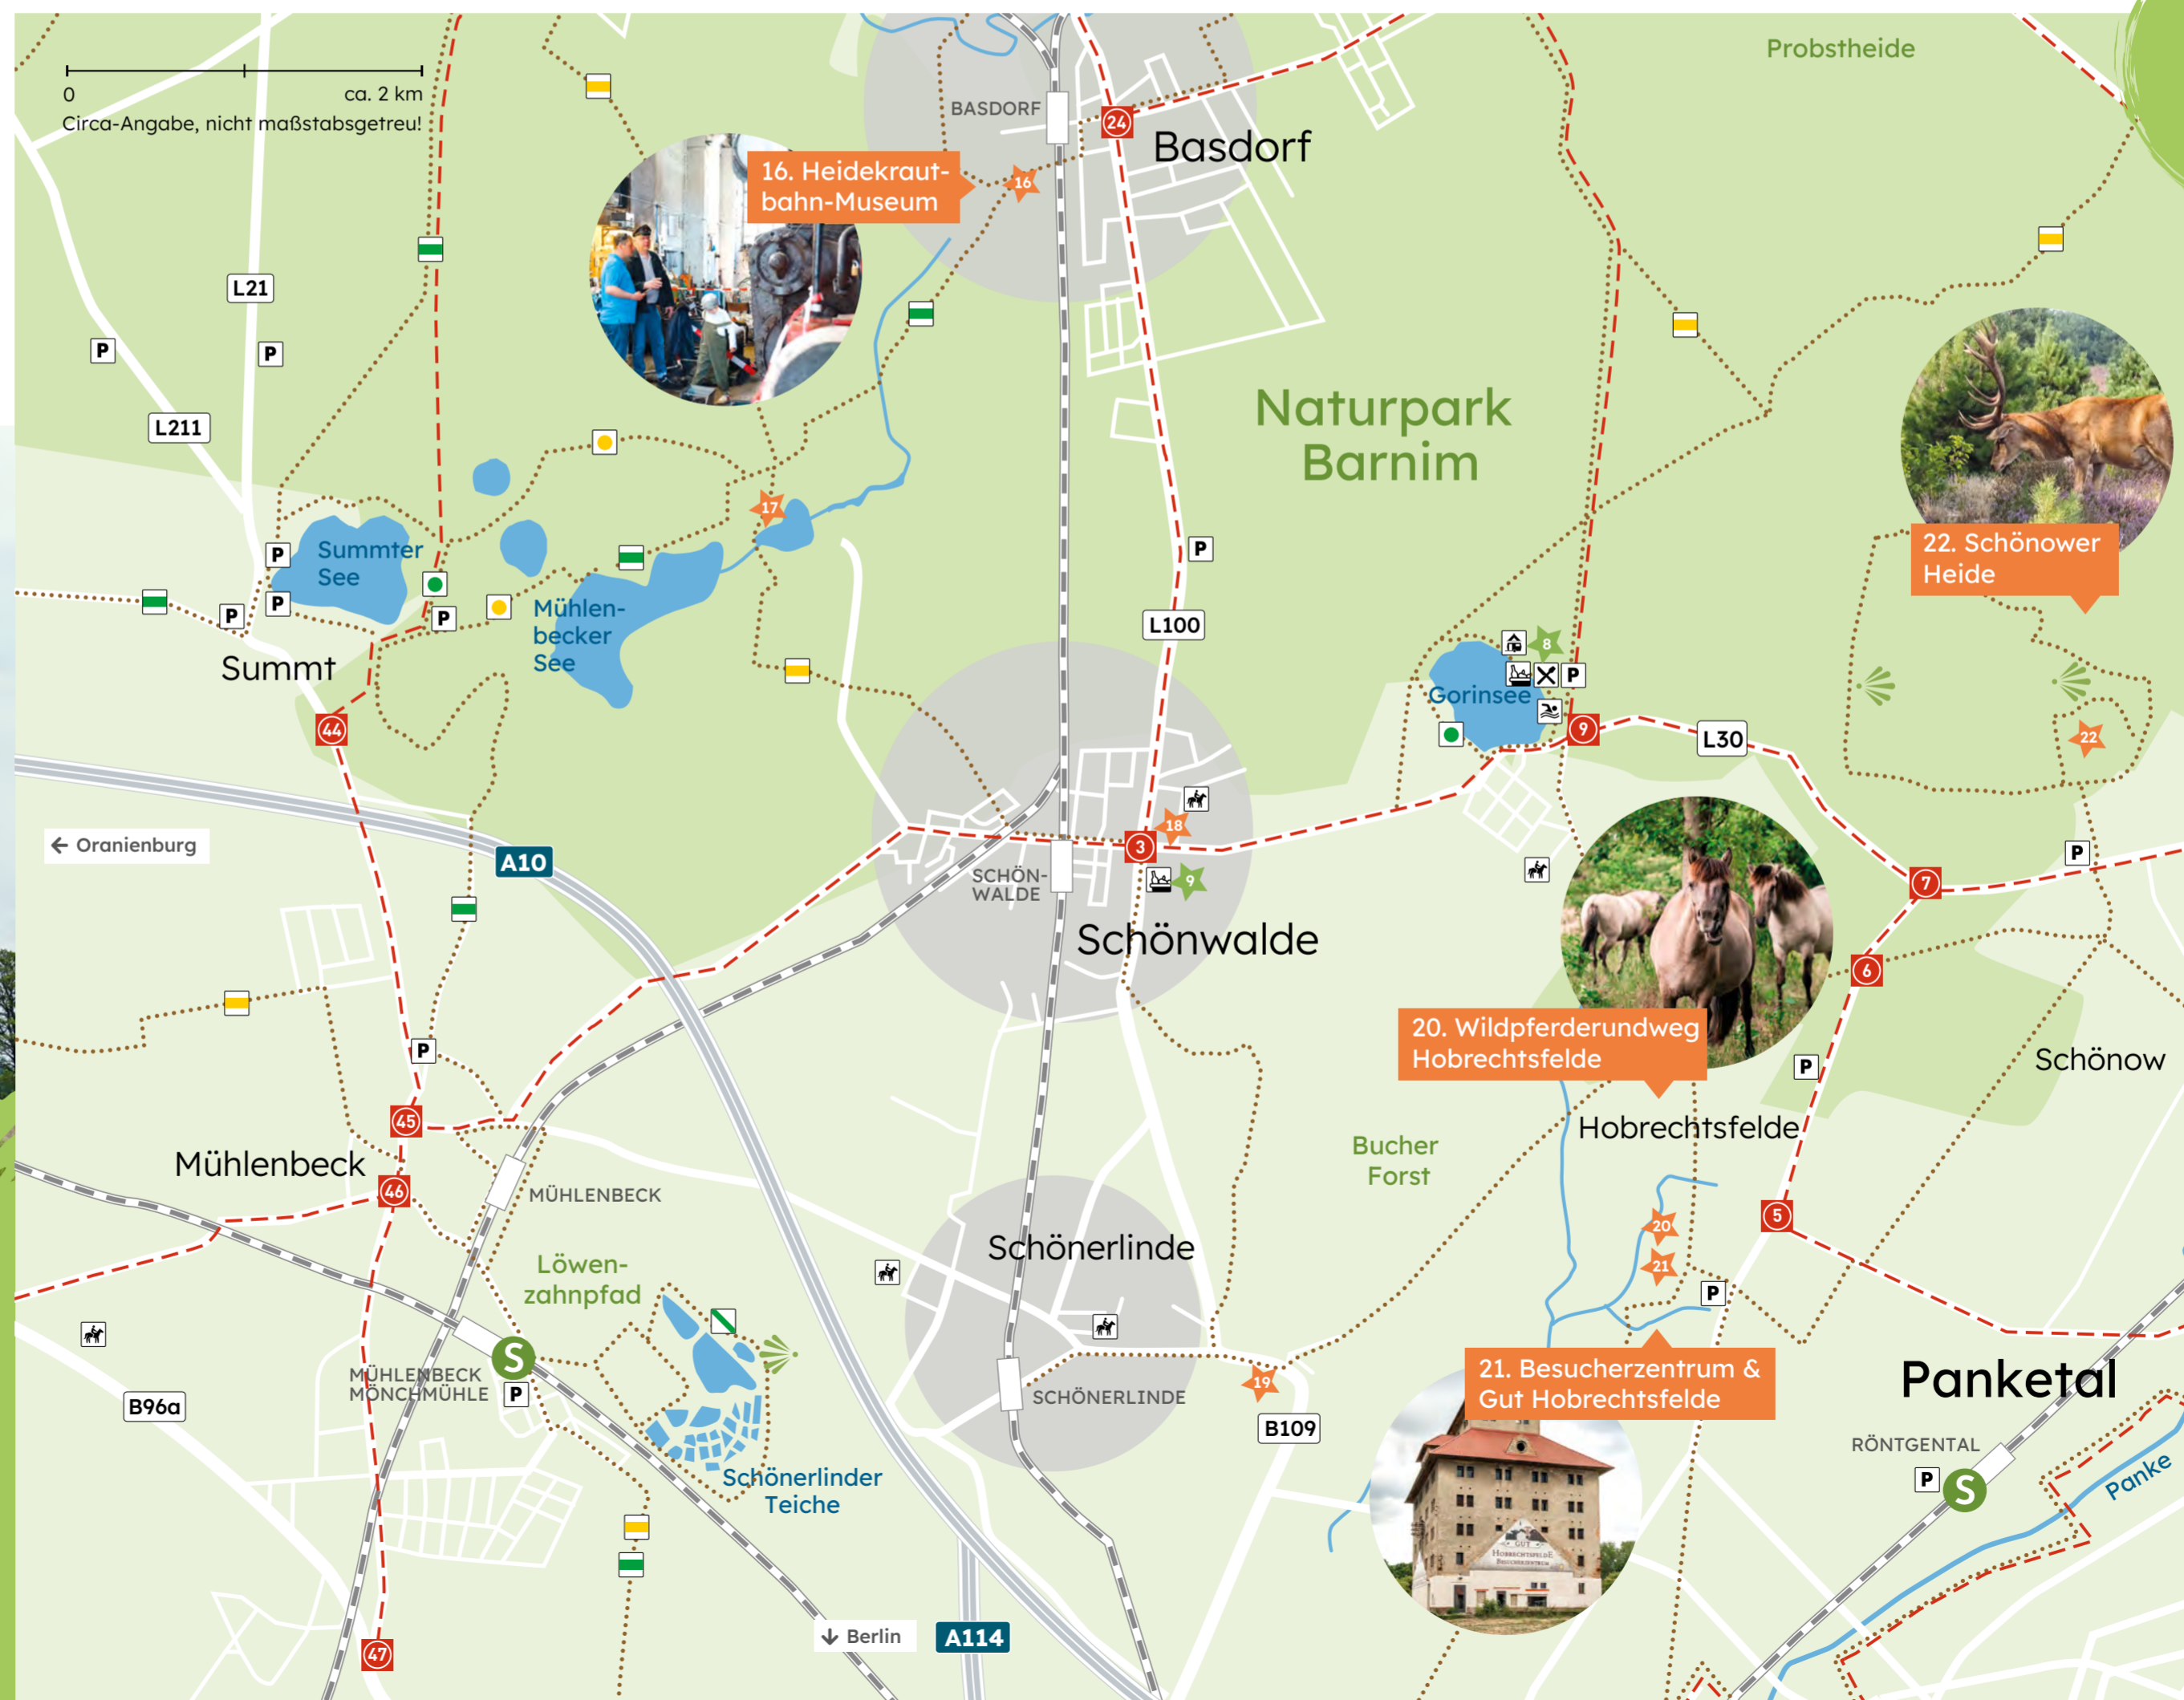 Probstheide
0
ca. 2 km
Circa-Angabe, nicht maßstabsgetreu!
BASDORF
24
Basdorf
16. Heidekraut-
bahn-Museum
16
L21
P
P
L211
Naturpark
Barnim
17
22. Schönower
Heide
P
Summter
See
P
P
P
P
Mühlen-
becker
See
L100
Summt
8
P
Gorinsee
44
9
L30
22
← Oranienburg
A10
18
3
9
SCHÖN-
WALDE
Schönwalde
P
7
6
20. Wildpferderundweg
Hobrechtsfelde
P
P
Schönow
45
Hobrechtsfelde
Bucher
Forst
Mühlenbeck
46
MÜHLENBECK
5
20
21
Schönerlinde
Löwen-
zahnpfad
P
S
MÜHLENBECK
MÖNCHMÜHLE
P
B96a
SCHÖNERLINDE
19
B109
21. Besucherzentrum &
Gut Hobrechtsfelde
Panketal
RÖNTGENTAL
P
S
Panke
Schönerlinder
Teiche
GUT
HOBRECHTSFELDE
BESUCHERZENTRUM
↓ Berlin
A114
47